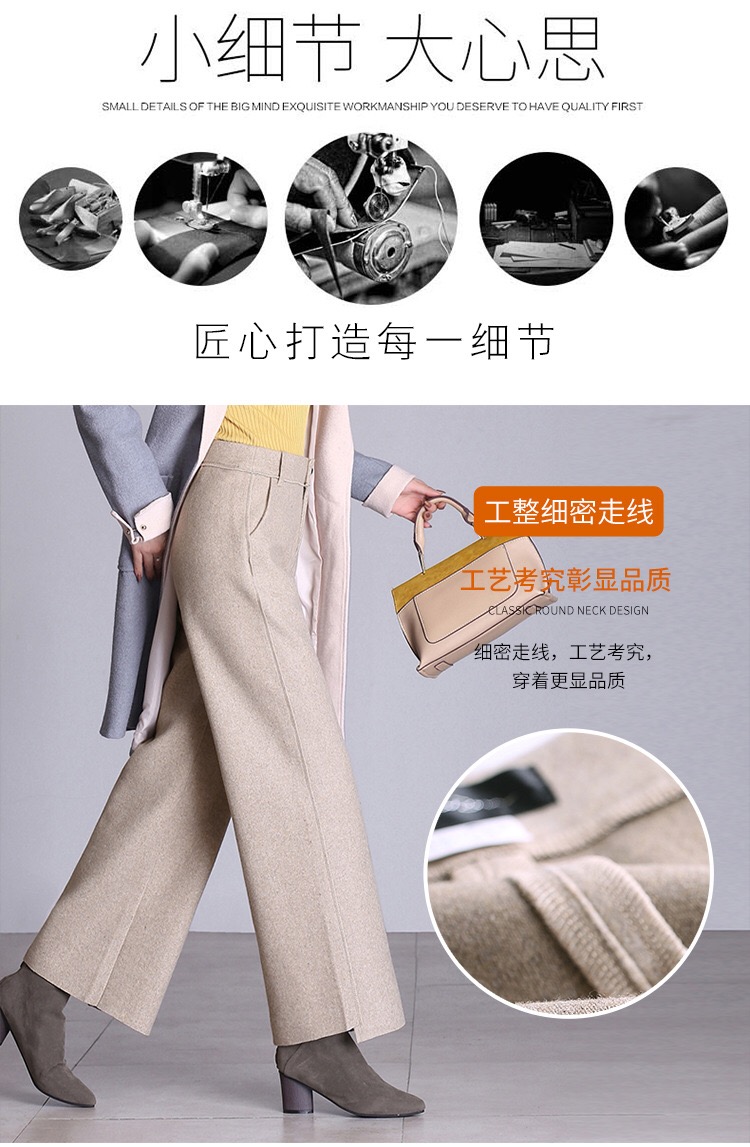 小细节 大心思
SMALL DETAILS OF THE BIG MIND EXQUISITE WORKMANSHIP YOU DESERVE TO HAVE QUALITY FIRST
匠心打造每一细节
工整细密走线
工艺考究彰显品质
CLASSIC ROUND NECK DESIGN
细密走线，工艺考究，
穿着更显品质